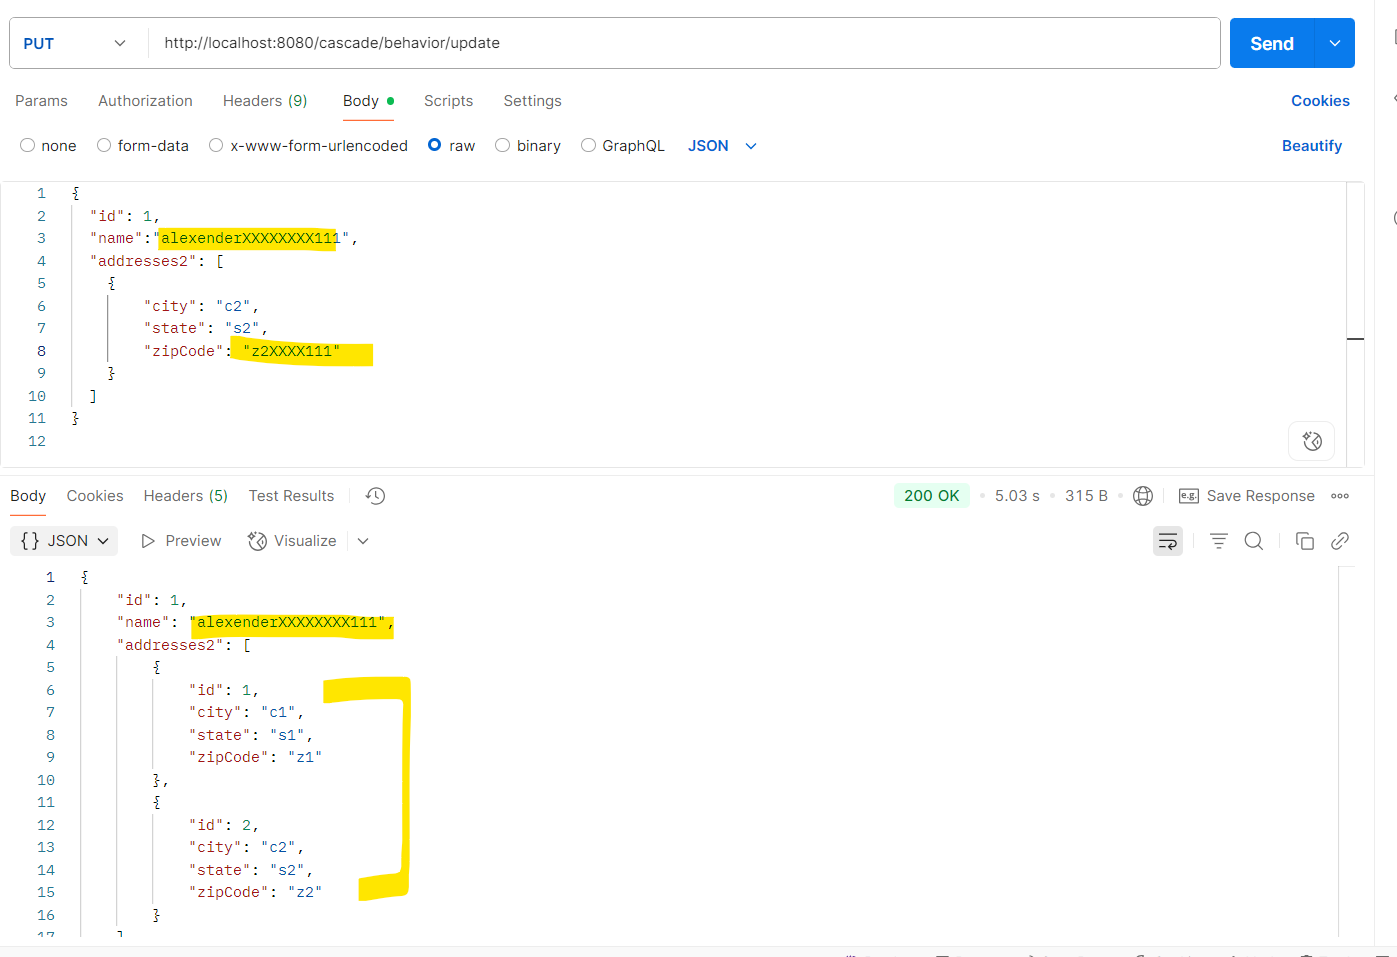 PUT http://localhost:8080/cascade/behavior/update Send
Params Authorization Headers (9) Body Scripts Settings Cookies
none form-data x-www-form-urlencoded raw binary GraphQL JSON Beautify
1 {
2 "id": 1,
3 "name":"alexenderXXXXXXXX111",
4 "addresses2": [
5 {
6 "city": "c2",
7 "state": "s2",
8 "zipCode": "z2XXXX111"
9 }
10 ]
11 }
12
Body Cookies Headers (5) Test Results 200 OK 5.03 s 315 B e.g. Save Response
{} JSON Preview Visualize
1 {
2 "id": 1,
3 "name": "alexenderXXXXXXXX111",
4 "addresses2": [
5 {
6 "id": 1,
7 "city": "c1",
8 "state": "s1",
9 "zipCode": "z1"
10 },
11 {
12 "id": 2,
13 "city": "c2",
14 "state": "s2",
15 "zipCode": "z2"
16 }
17 ]